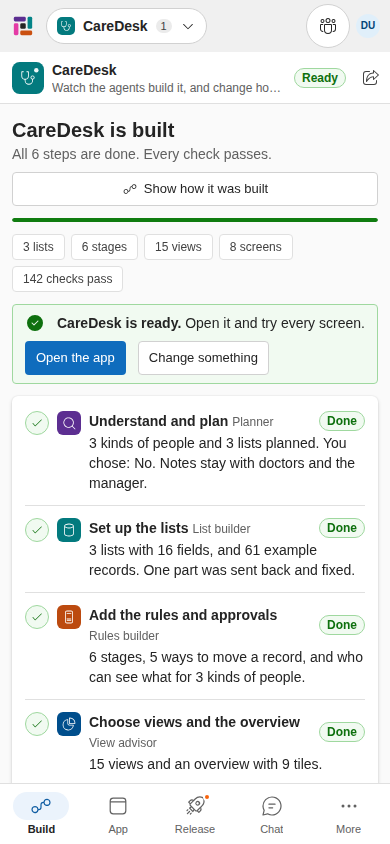 CareDesk 1
DU
CareDesk
Watch the agents build it, and change ho...
Ready
CareDesk is built
All 6 steps are done. Every check passes.
Show how it was built
3 lists 6 stages 15 views 8 screens
142 checks pass
CareDesk is ready. Open it and try every screen.
Open the app Change something
Understand and plan Planner Done
3 kinds of people and 3 lists planned. You
chose: No. Notes stay with doctors and the
manager.
Set up the lists List builder Done
3 lists with 16 fields, and 61 example
records. One part was sent back and fixed.
Add the rules and approvals
Rules builder
Done
6 stages, 5 ways to move a record, and who
can see what for 3 kinds of people.
Choose views and the overview
View advisor
Done
15 views and an overview with 9 tiles.
Build App Release Chat More